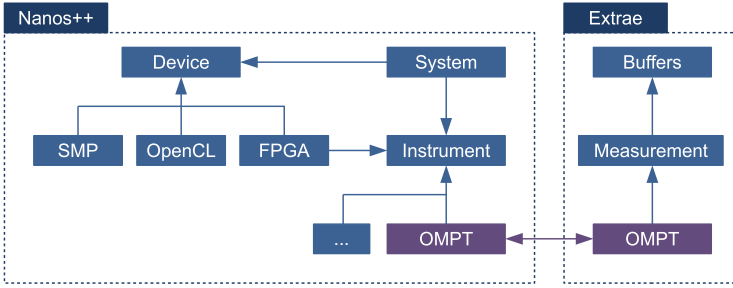 Nanos++
Extrae
Device
System
Buffers
SMP
OpenCL
FPGA
Instrument
Measurement
...
OMPT
OMPT